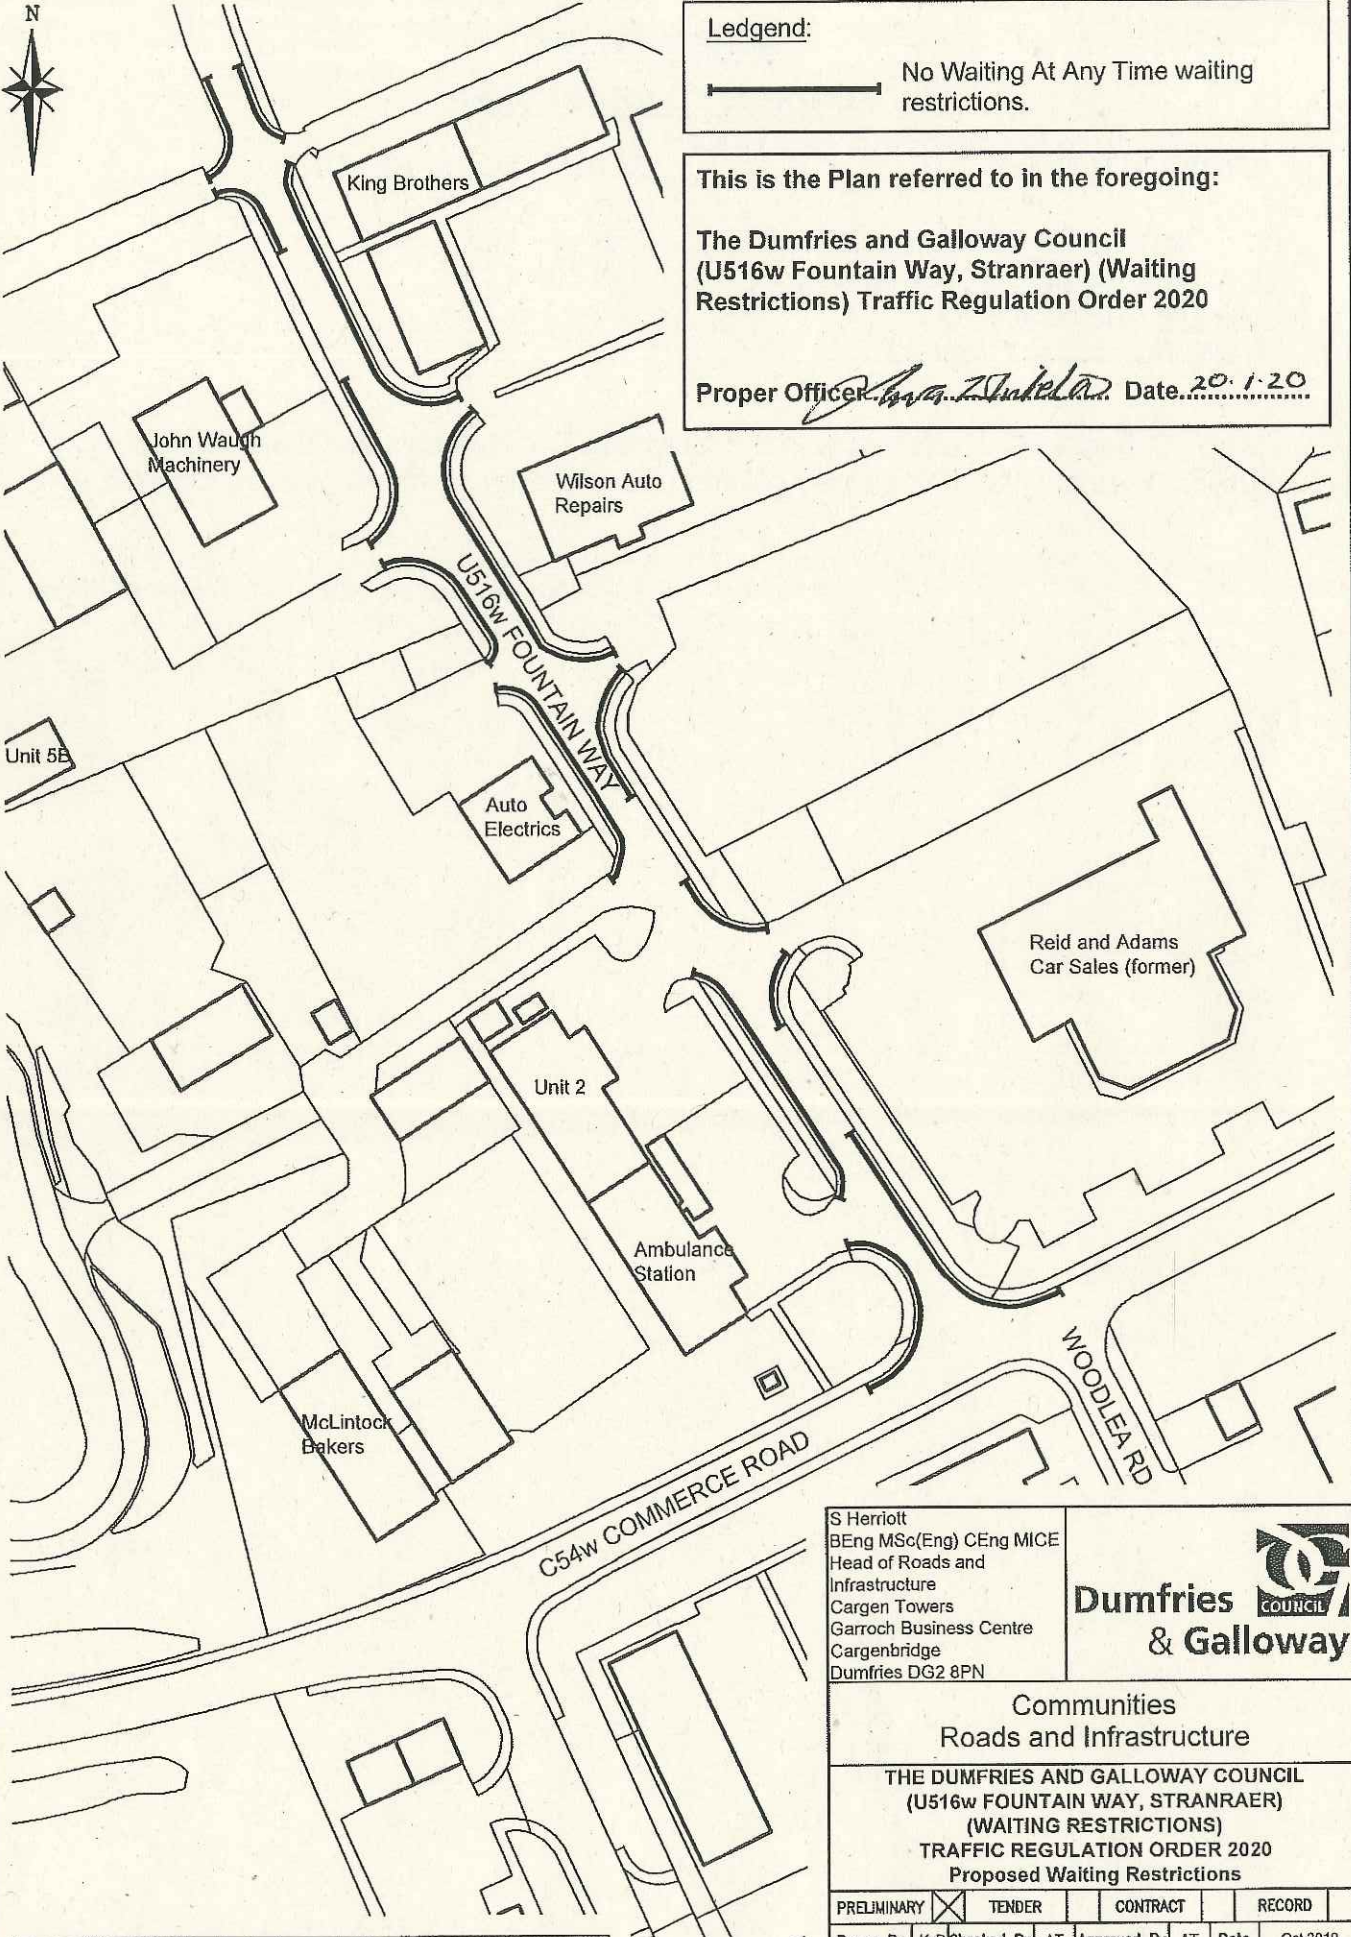 N
Ledgend:
No Waiting At Any Time waiting
restrictions.
This is the Plan referred to in the foregoing:
The Dumfries and Galloway Council
(U516w Fountain Way, Stranraer) (Waiting
Restrictions) Traffic Regulation Order 2020
Proper Officer Date 20.1.20
King Brothers
John Waugh
Machinery
Wilson Auto
Repairs
U516w FOUNTAIN WAY
Unit 5B
Auto
Electrics
Reid and Adams
Car Sales (former)
Unit 2
Ambulance
Station
McLintock
Bakers
WOODLEA RD
C54w COMMERCE ROAD
S Herriott
BEng MSc(Eng) CEng MICE
Head of Roads and
Infrastructure
Cargen Towers
Garroch Business Centre
Cargenbridge
Dumfries DG2 8PN
Dumfries
COUNCIL
& Galloway
Communities
Roads and Infrastructure
THE DUMFRIES AND GALLOWAY COUNCIL
(U516w FOUNTAIN WAY, STRANRAER)
(WAITING RESTRICTIONS)
TRAFFIC REGULATION ORDER 2020
Proposed Waiting Restrictions
PRELIMINARY TENDER CONTRACT RECORD